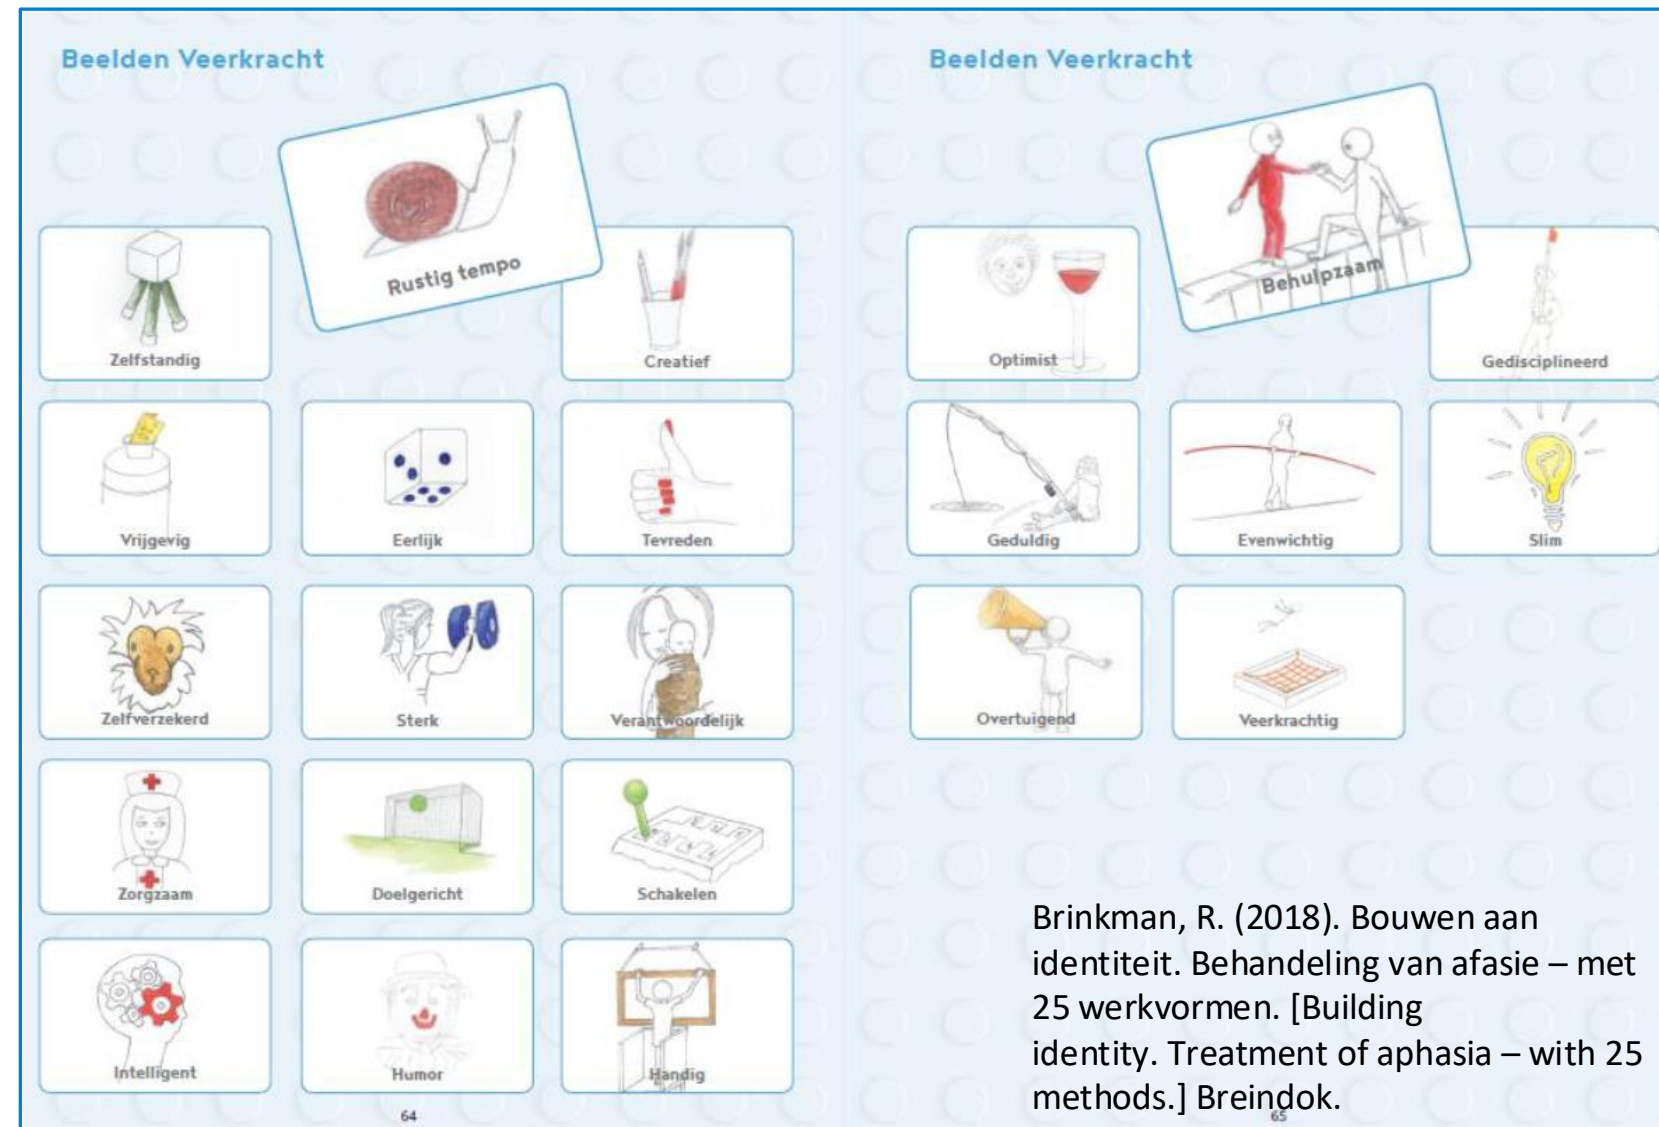 Beelden Veerkracht
Rustig tempo
Zelfstandig
Creatief
Vrijgevig
Eerlijk
Tevreden
Zelfverzekerd
Sterk
Verantwoordelijk
Zorgzaam
Doelgericht
Schakelen
Intelligent
Humor
Handig
64
Beelden Veerkracht
Behulpzaam
Optimist
Gedisciplineerd
Geduldig
Evenwichtig
Slim
Overtuigend
Veerkrachtig
Brinkman, R. (2018). Bouwen aan
identiteit. Behandeling van afasie – met
25 werkvormen. [Building
identity. Treatment of aphasia – with 25
methods.] Breindok.
65